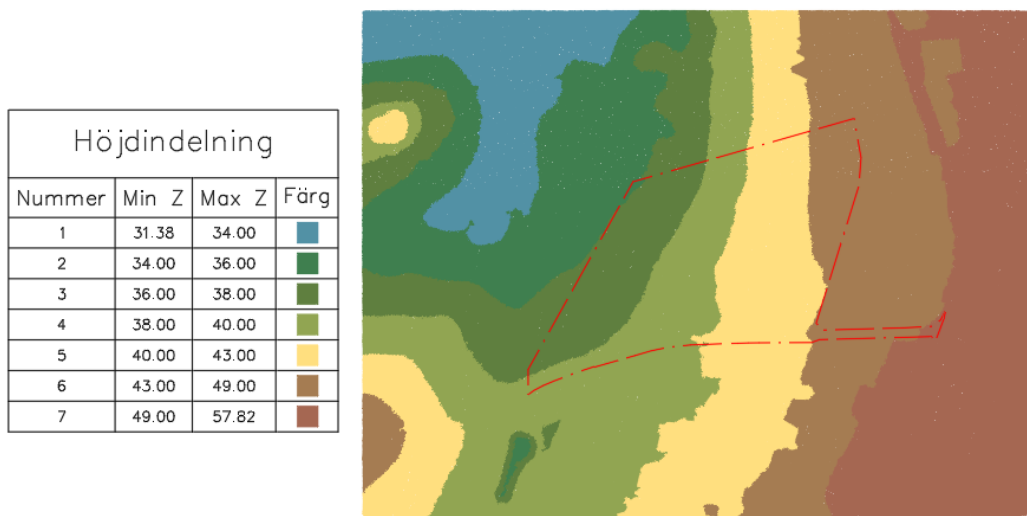 Höjdindelning
Nummer Min Z Max Z Färg
1 31.38 34.00
2 34.00 36.00
3 36.00 38.00
4 38.00 40.00
5 40.00 43.00
6 43.00 49.00
7 49.00 57.82